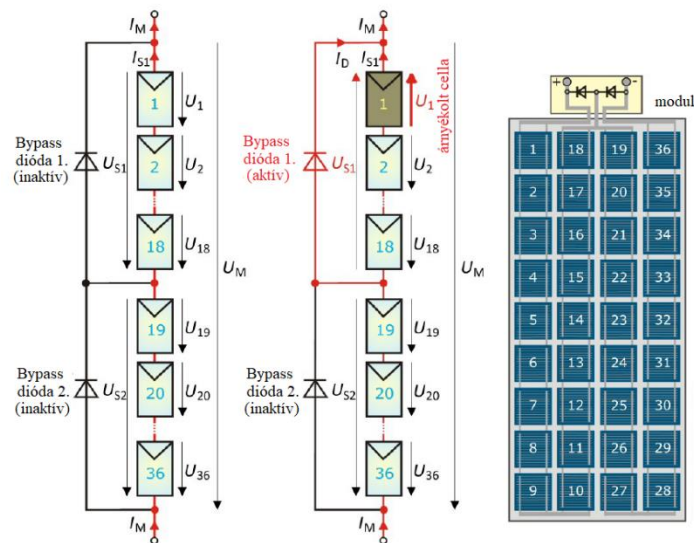 I_M
I_S1
1
U_1
Bypass
dióda 1.
(inaktív)
U_S1
2
U_2
18
U_18
U_M
19
U_19
Bypass
dióda 2.
(inaktív)
U_S2
20
U_20
36
U_36
I_M
I_M
I_D
I_S1
1
U_1
árnyékolt cella
Bypass
dióda 1.
(aktív)
U_S1
2
U_2
18
U_18
U_M
19
U_19
Bypass
dióda 2.
(inaktív)
U_S2
20
U_20
36
U_36
I_M
+ -
modul
1 18 19 36
2 17 20 35
3 16 21 34
4 15 22 33
5 14 23 32
6 13 24 31
7 12 25 30
8 11 26 29
9 10 27 28